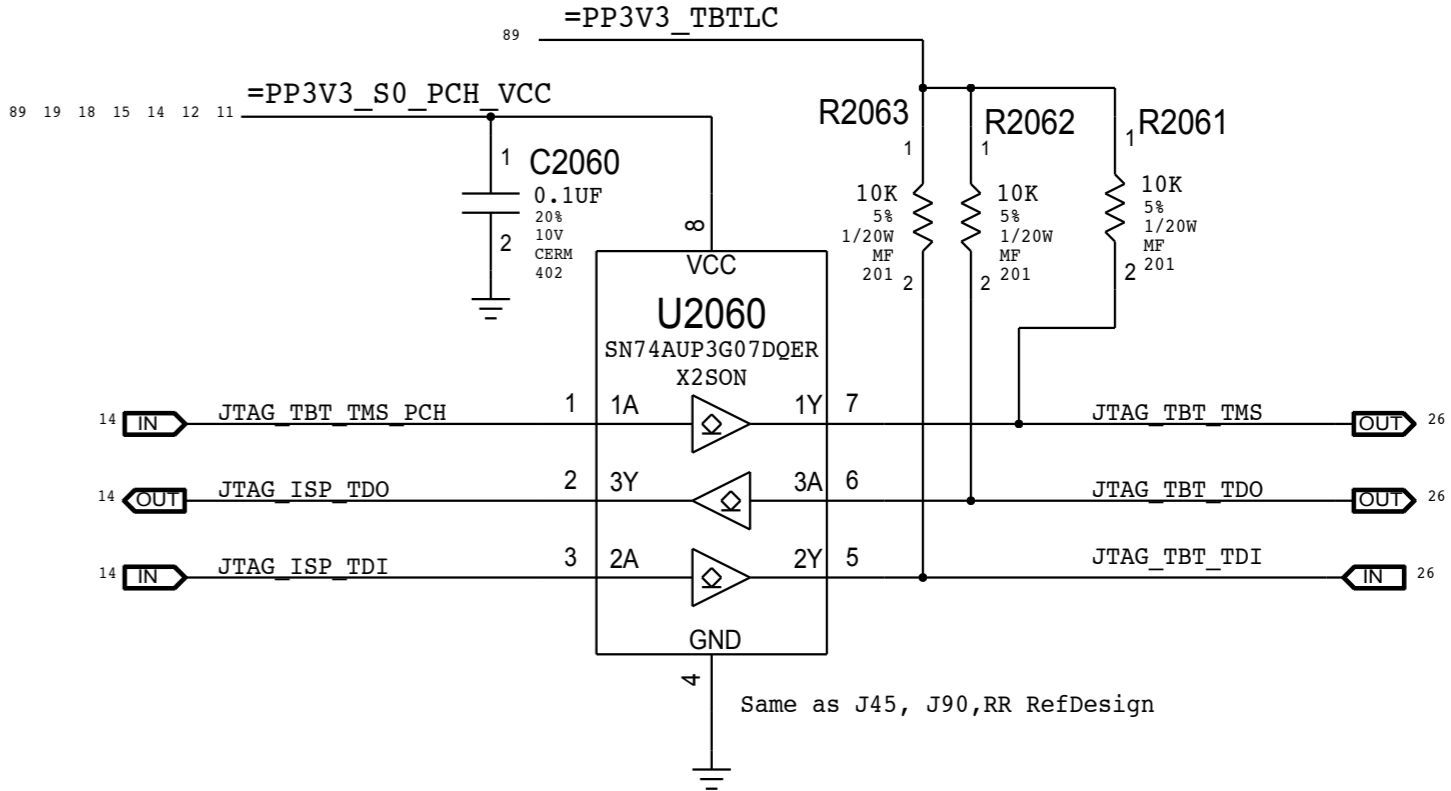 =PP3V3_TBTLC
89
=PP3V3_S0_PCH_VCC
89 19 18 15 14 12 11
R2063
R2062
R2061
1
1
1
10K
5%
1/20W
MF
201
2
10K
5%
1/20W
MF
201
2
10K
5%
1/20W
MF
201
2
1
C2060
0.1UF
20%
10V
CERM
402
2
8
VCC
U2060
SN74AUP3G07DQER
X2SON
14 IN JTAG_TBT_TMS_PCH 1 1A 1Y 7 JTAG_TBT_TMS OUT 26
14 OUT JTAG_ISP_TDO 2 3Y 3A 6 JTAG_TBT_TDO OUT 26
14 IN JTAG_ISP_TDI 3 2A 2Y 5 JTAG_TBT_TDI IN 26
GND
4
Same as J45, J90,RR RefDesign